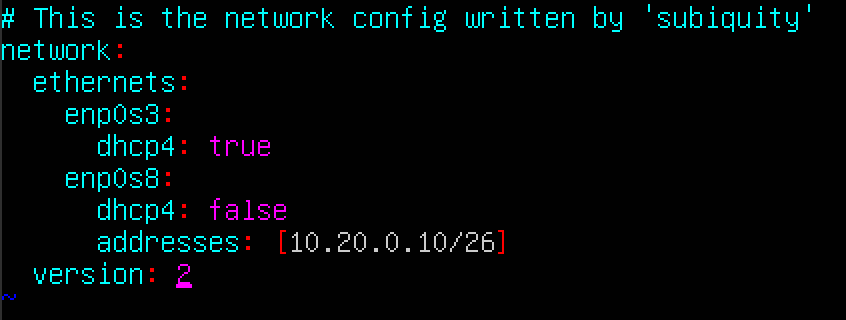 # This is the network config written by 'subiquity'
network:
  ethernets:
    enp0s3:
      dhcp4: true
    enp0s8:
      dhcp4: false
      addresses: [10.20.0.10/26]
  version: 2
~